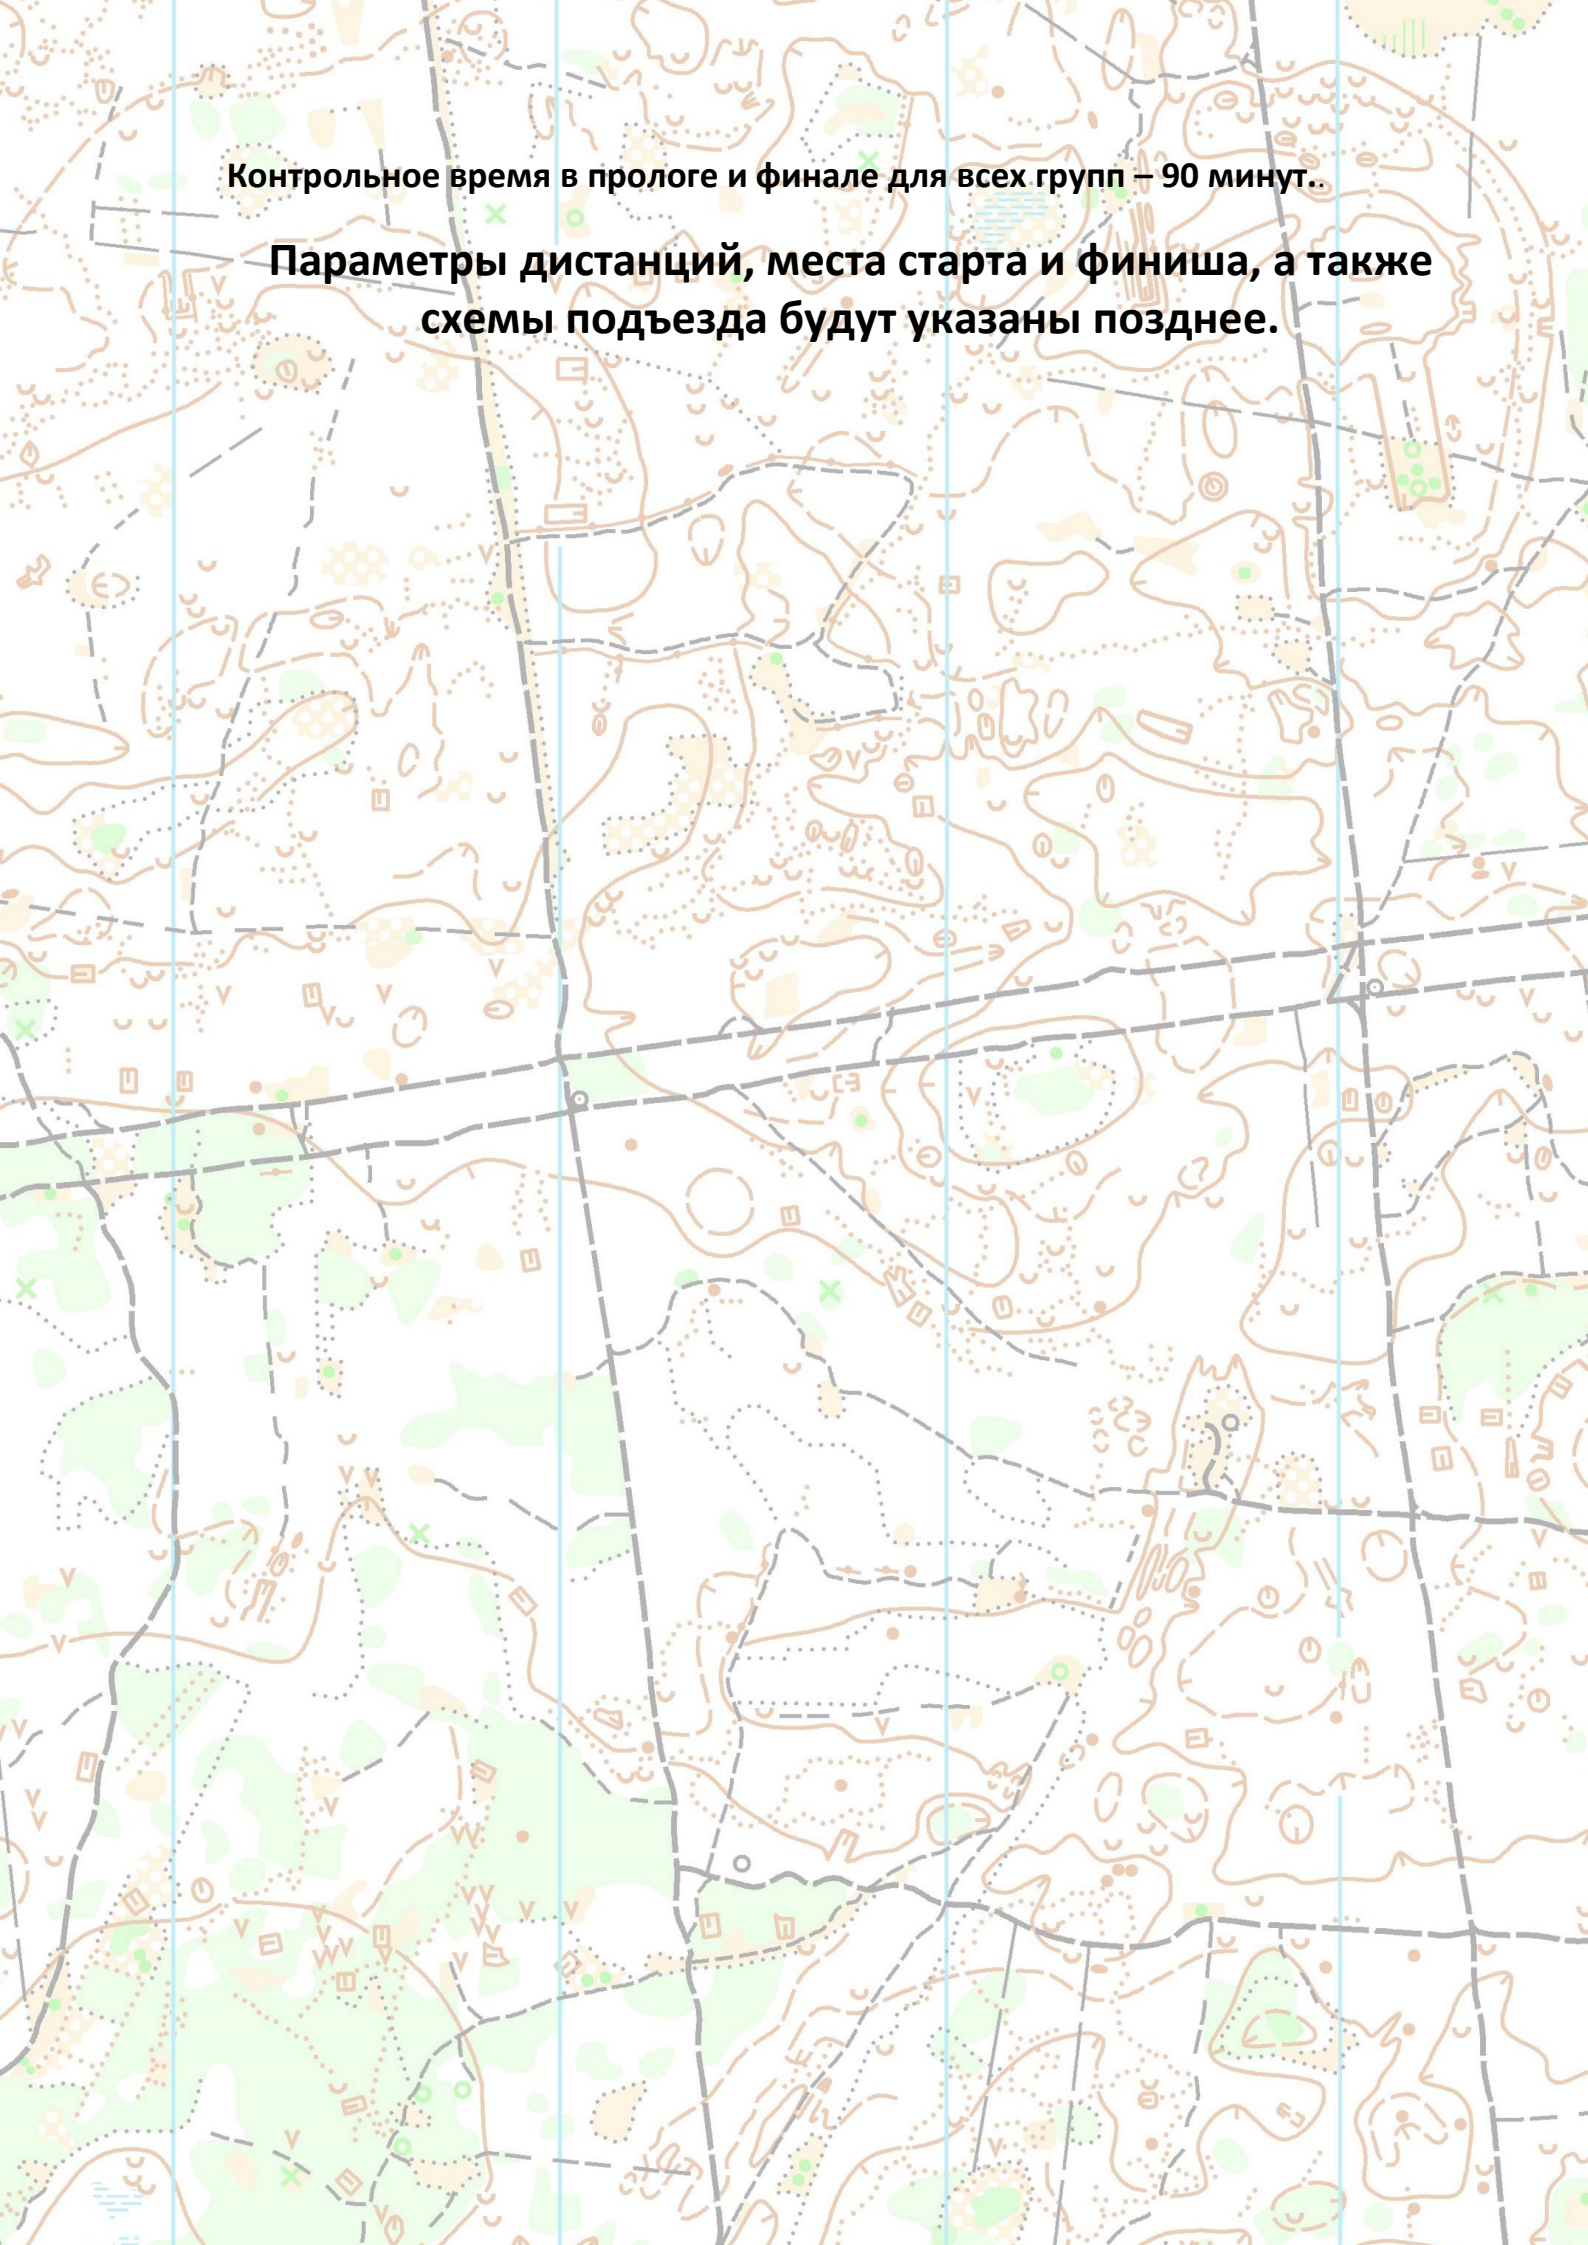 Контрольное время в прологе и финале для всех групп – 90 минут..
Параметры дистанций, места старта и финиша, а также
схемы подъезда будут указаны позднее.